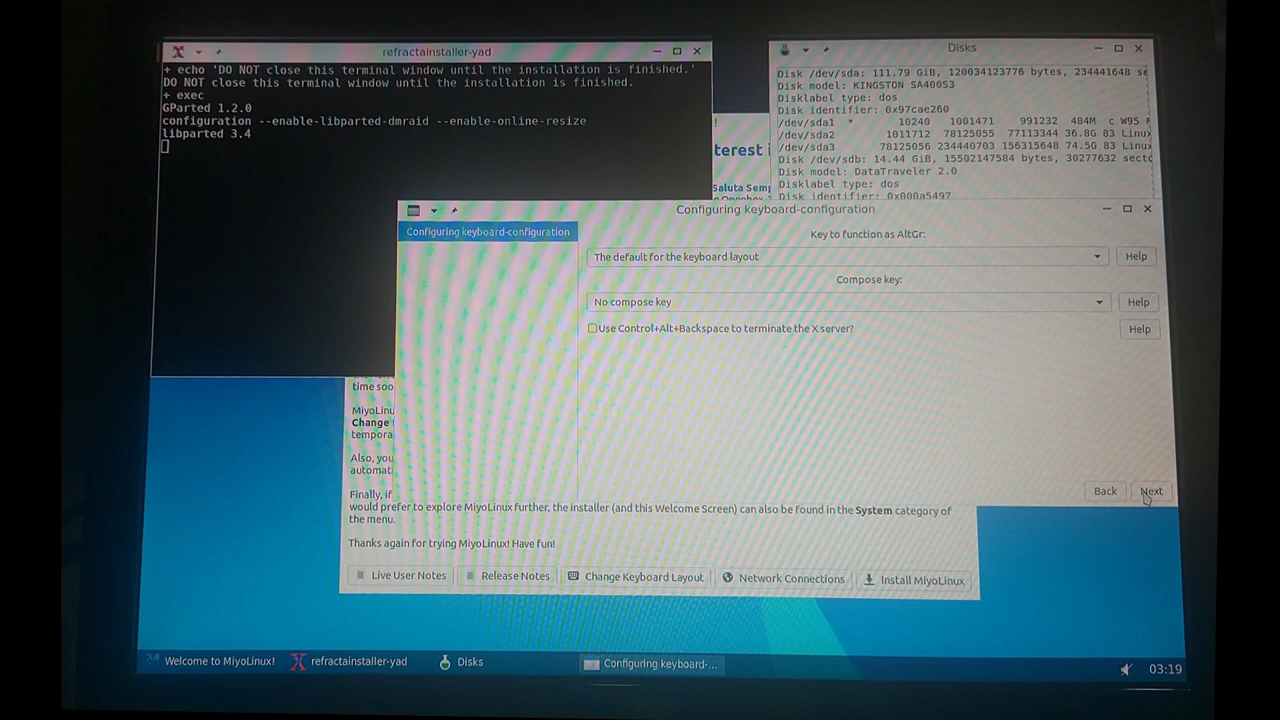 refractainstaller-yad
+ echo 'DO NOT close this terminal window until the installation is finished.'
DO NOT close this terminal window until the installation is finished.
+ exec
GParted 1.2.0
configuration --enable-libparted-dmraid --enable-online-resize
libparted 3.4
Disks
Disk /dev/sda: 111.79 GiB, 120034123776 bytes, 234441648 se
Disk model: KINGSTON SA400S3
Disklabel type: dos
Disk identifier: 0x97cae260
/dev/sda1 * 10240 1001471 991232 484M c W95 F
/dev/sda2 1011712 78125055 77113344 36.8G 83 Linux
/dev/sda3 78125056 234440703 156315648 74.5G 83 Linux
Disk /dev/sdb: 14.44 GiB, 15502147584 bytes, 30277632 secto
Disk model: DataTraveler 2.0
Disklabel type: dos
Disk identifier: 0x000a5497
!
terest i
Saluta Semp
Configuring keyboard-configuration
Configuring keyboard-configuration
Key to function as AltGr:
The default for the keyboard layout
Help
Compose key:
No compose key
Help
Use Control+Alt+Backspace to terminate the X server?
Help
Back
Next
time soo
MiyoLinu
Change
tempora
Also, you
automat
Finally, if
would prefer to explore MiyoLinux further, the installer (and this Welcome Screen) can also be found in the System category of
the menu.
Thanks again for trying MiyoLinux! Have fun!
Live User Notes
Release Notes
Change Keyboard Layout
Network Connections
Install MiyoLinux
Welcome to MiyoLinux!
refractainstaller-yad
Disks
Configuring keyboard-...
03:19